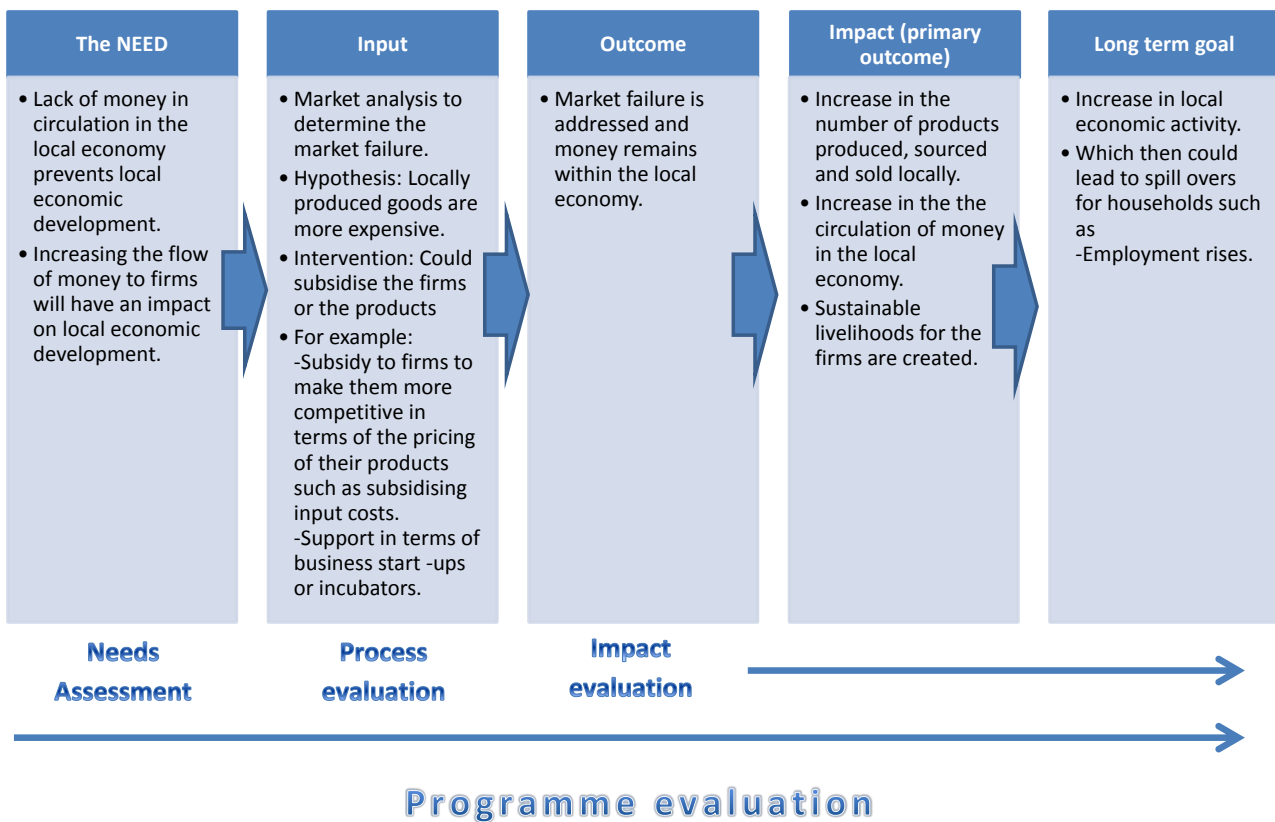 The NEED
• Lack of money in
circulation in the
local economy
prevents local
economic
development.
• Increasing the flow
of money to firms
will have an impact
on local economic
development.
Input
• Market analysis to
determine the
market failure.
• Hypothesis: Locally
produced goods are
more expensive.
• Intervention: Could
subsidise the firms
or the products
• For example:
-Subsidy to firms to
make them more
competitive in
terms of the pricing
of their products
such as subsidising
input costs.
-Support in terms of
business start -ups
or incubators.
Outcome
• Market failure is
addressed and
money remains
within the local
economy.
Impact (primary
outcome)
• Increase in the
number of products
produced, sourced
and sold locally.
• Increase in the the
circulation of money
in the local
economy.
• Sustainable
livelihoods for the
firms are created.
Long term goal
• Increase in local
economic activity.
• Which then could
lead to spill overs
for households such
as
-Employment rises.
Needs
Assessment
Process
evaluation
Impact
evaluation
Programme evaluation